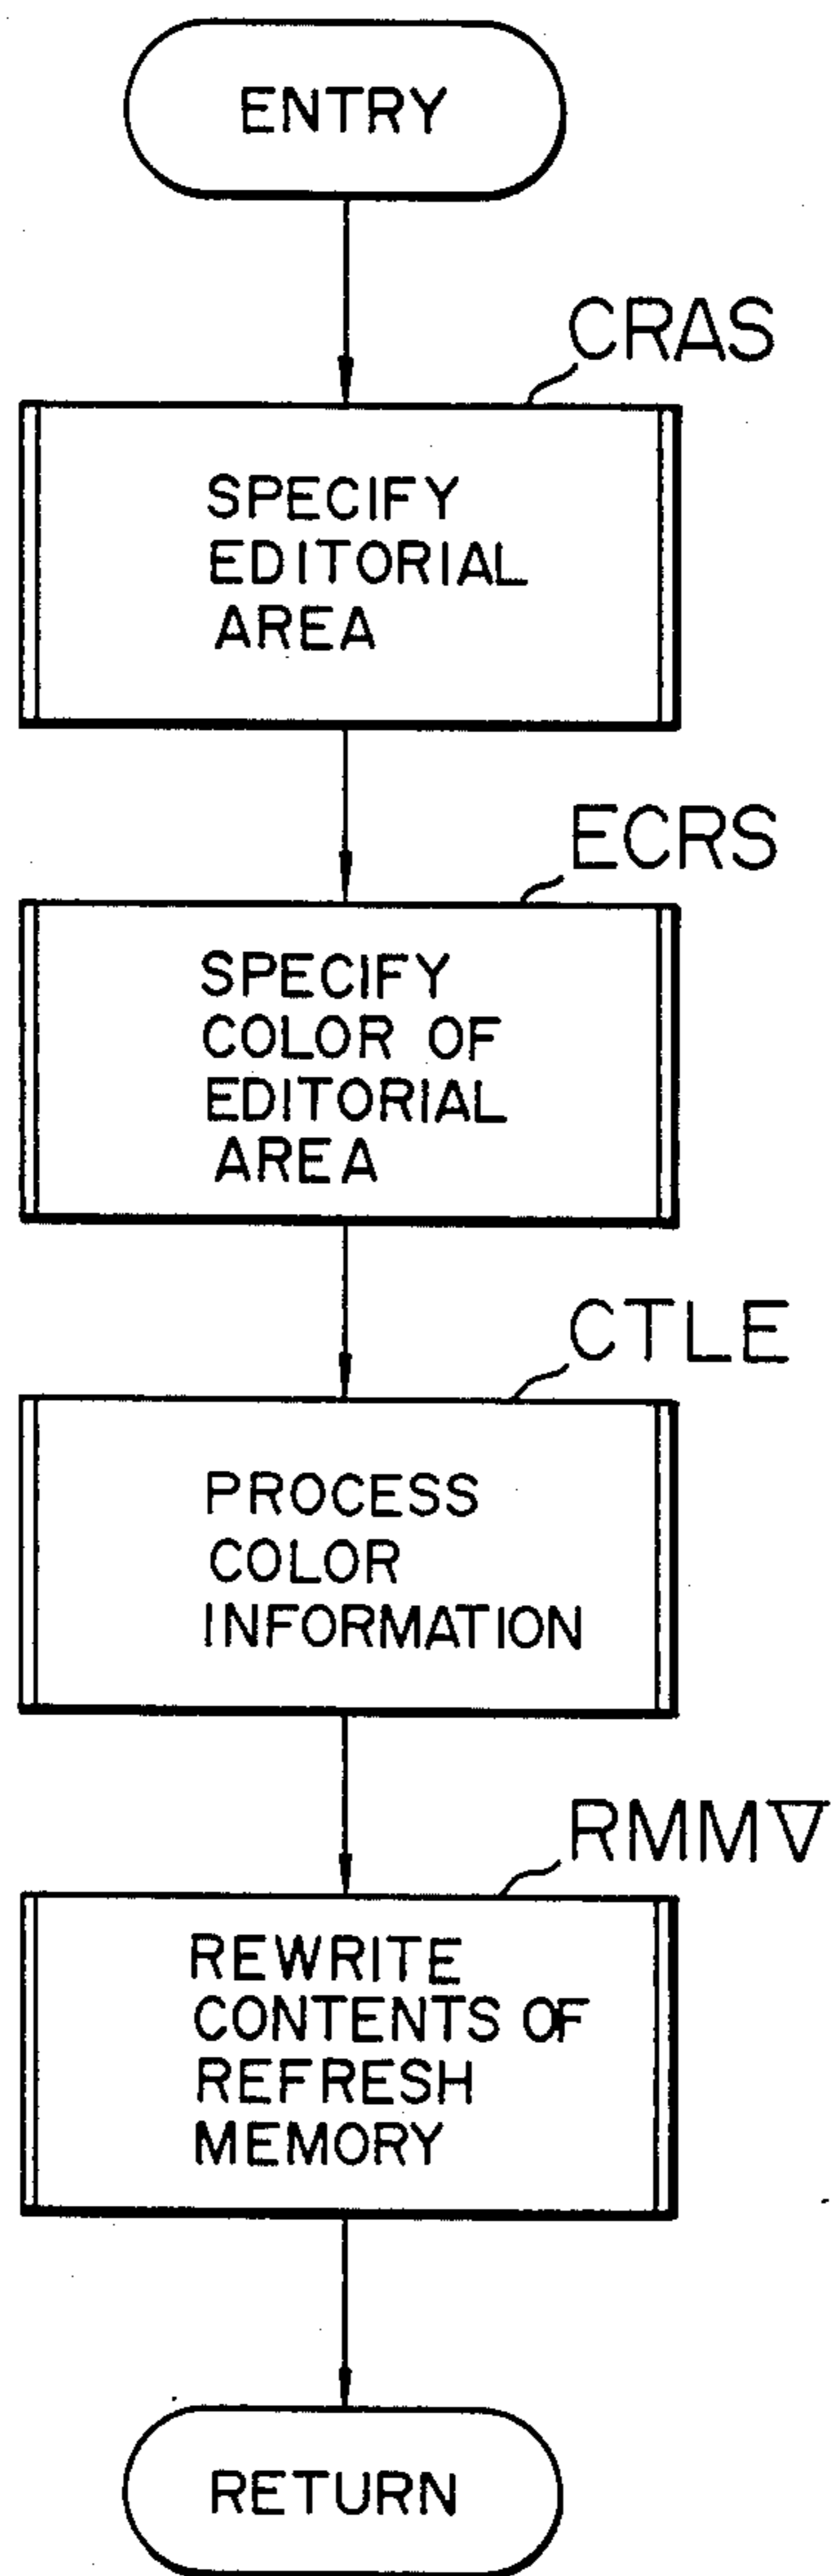 ENTRY
CRAS
SPECIFY
EDITORIAL
AREA
ECRS
SPECIFY
COLOR OF
EDITORIAL
AREA
CTLE
PROCESS
COLOR
INFORMATION
RMMV
REWRITE
CONTENTS OF
REFRESH
MEMORY
RETURN